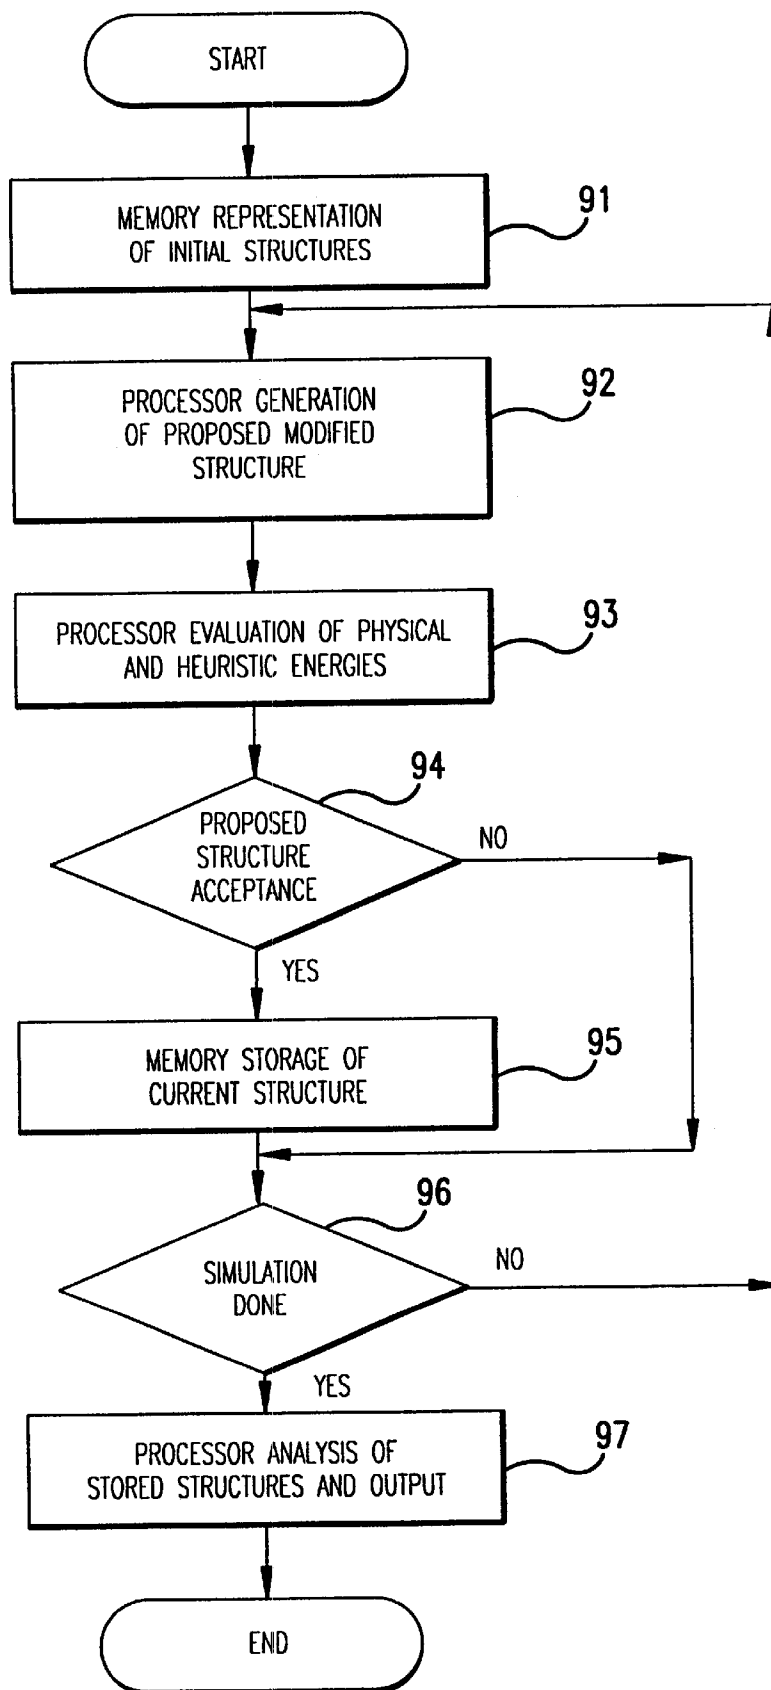 START
MEMORY REPRESENTATION
OF INITIAL STRUCTURES
91
PROCESSOR GENERATION
OF PROPOSED MODIFIED
STRUCTURE
92
PROCESSOR EVALUATION OF PHYSICAL
AND HEURISTIC ENERGIES
93
94
PROPOSED
STRUCTURE
ACCEPTANCE
NO
YES
MEMORY STORAGE OF
CURRENT STRUCTURE
95
96
SIMULATION
DONE
NO
YES
PROCESSOR ANALYSIS OF
STORED STRUCTURES AND OUTPUT
97
END